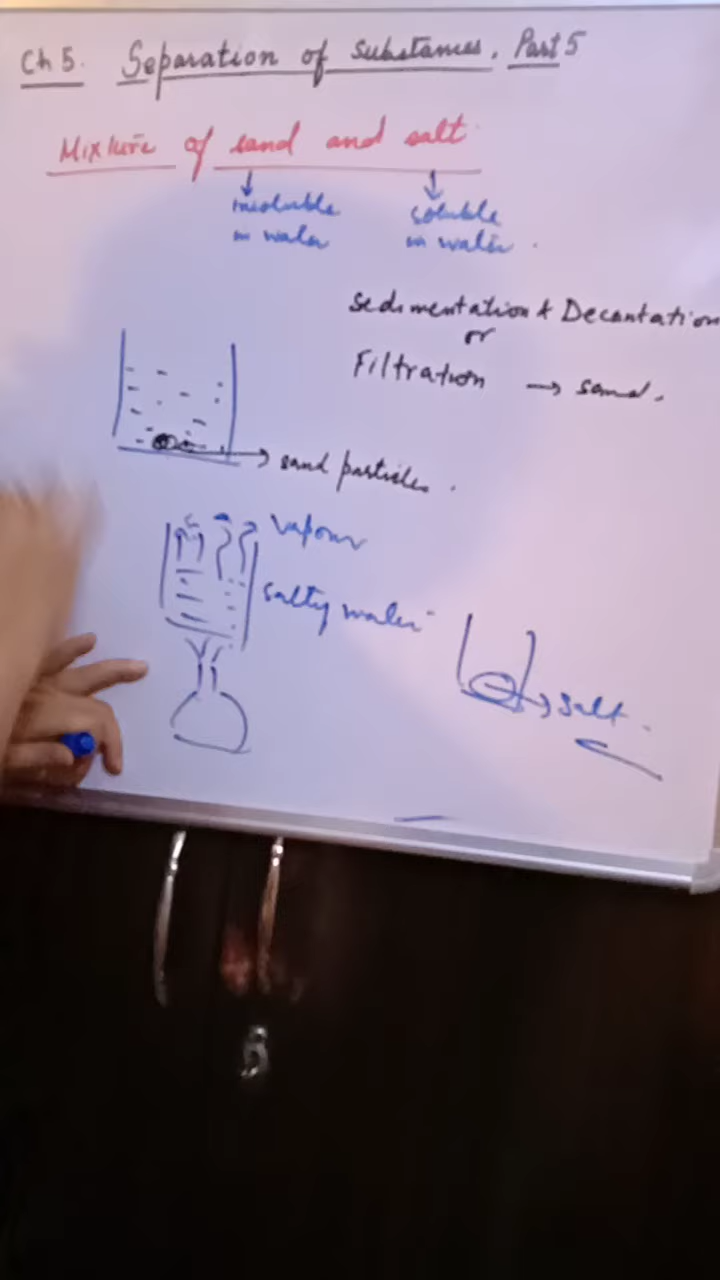 Ch 5. Separation of Substances. Part 5
Mixture of sand and salt.
insoluble
in water
soluble
in water.
Sedimentation & Decantation
or
Filtration → sand.
sand particles.
vapour
salty water
salt.